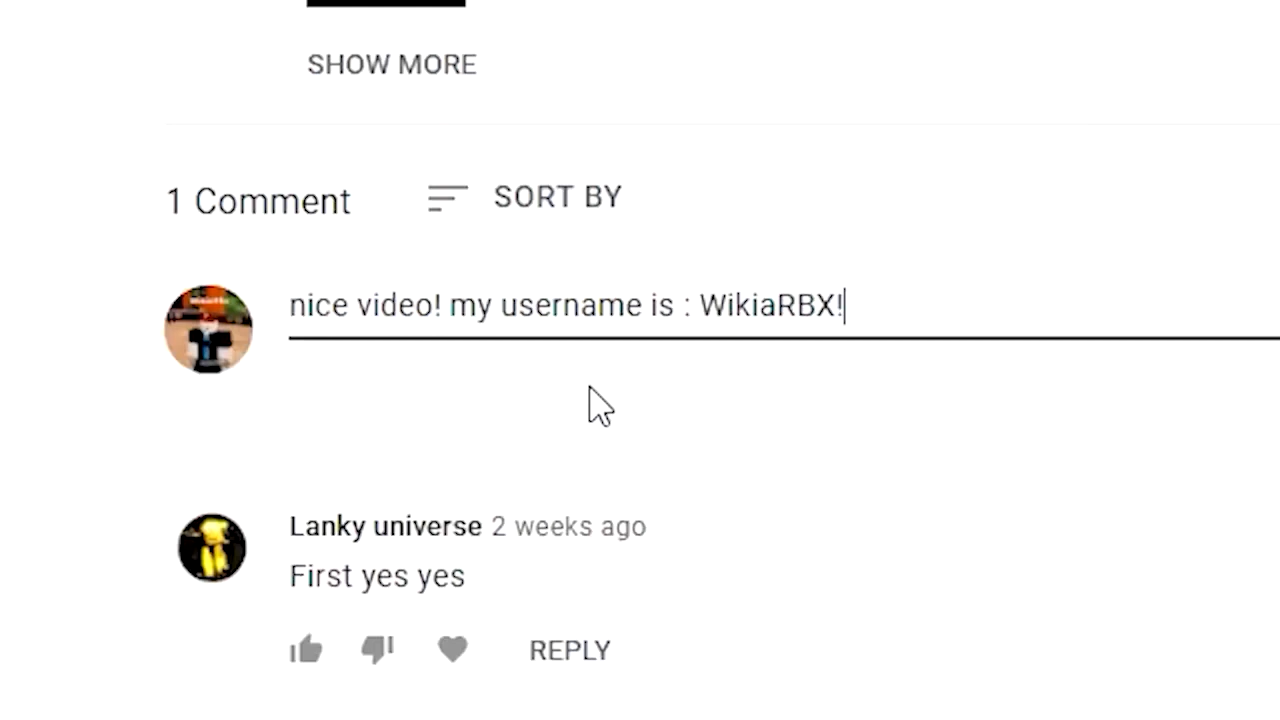 SHOW MORE
1 Comment
SORT BY
nice video! my username is : WikiaRBX!
Lanky universe 2 weeks ago
First yes yes
REPLY